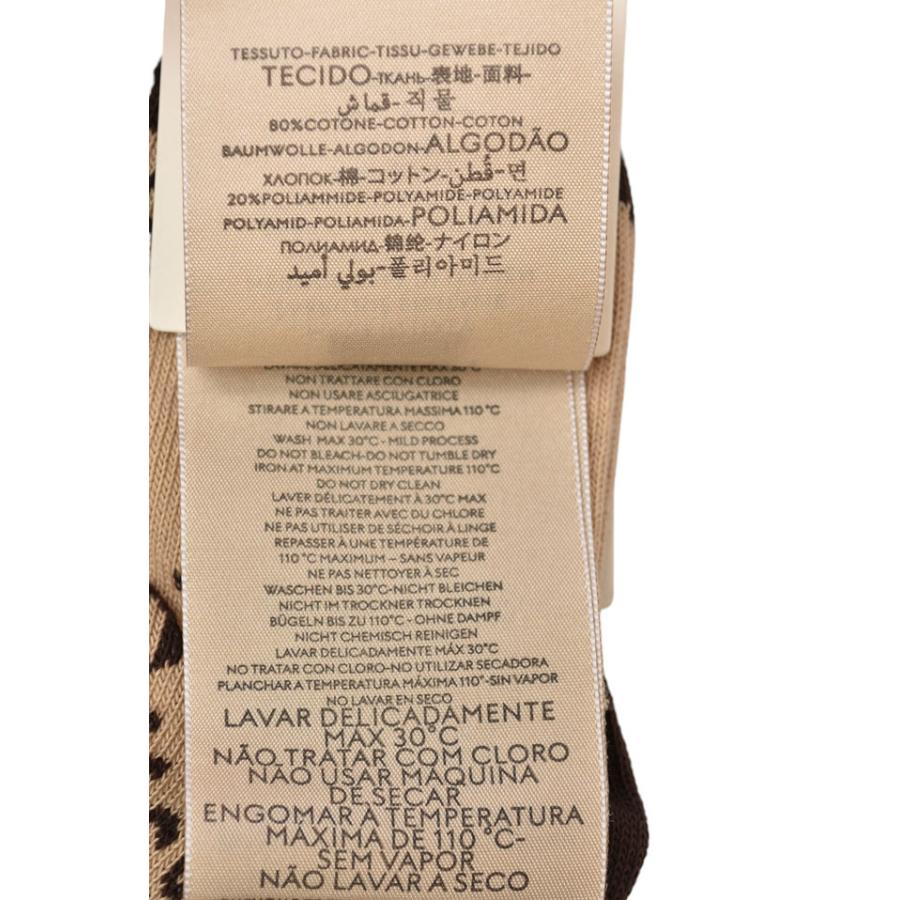 TESSUTO-FABRIC-TISSU-GEWEBE-TEJIDO
TECIDO-ТКАНЬ-表地-面料-
قماش-직물
80%COTONE-COTTON-COTON
BAUMWOLLE-ALGODON-ALGODÃO
ХЛОПОК-棉-コットン-قُطن-면
20%POLIAMMIDE-POLYAMIDE-POLYAMIDE
POLYAMID-POLIAMIDA-POLIAMIDA
ПОЛИАМИД-錦纶-ナイロン
بولي أميد-폴리아미드
LAVARE DELICATAMENTE MAX 30°C
NON TRATTARE CON CLORO
NON USARE ASCIUGATRICE
STIRARE A TEMPERATURA MASSIMA 110 °C
NON LAVARE A SECCO
WASH MAX 30°C - MILD PROCESS
DO NOT BLEACH-DO NOT TUMBLE DRY
IRON AT MAXIMUM TEMPERATURE 110°C
DO NOT DRY CLEAN
LAVER DÉLICATEMENT À 30°C MAX
NE PAS TRAITER AVEC DU CHLORE
NE PAS UTILISER DE SÉCHOIR À LINGE
REPASSER À UNE TEMPÉRATURE DE
110 °C MAXIMUM – SANS VAPEUR
NE PAS NETTOYER À SEC
WASCHEN BIS 30°C-NICHT BLEICHEN
NICHT IM TROCKNER TROCKNEN
BÜGELN BIS ZU 110°C - OHNE DAMPF
NICHT CHEMISCH REINIGEN
LAVAR DELICADAMENTE MÁX 30°C
NO TRATAR CON CLORO-NO UTILIZAR SECADORA
PLANCHAR A TEMPERATURA MÁXIMA 110°-SIN VAPOR
NO LAVAR EN SECO
LAVAR DELICADAMENTE
MÁX 30°C
NÃO TRATAR COM CLORO
NÃO USAR MÁQUINA
DE SECAR
ENGOMAR À TEMPERATURA
MÁXIMA DE 110 °C-
SEM VAPOR
NÃO LAVAR A SECO